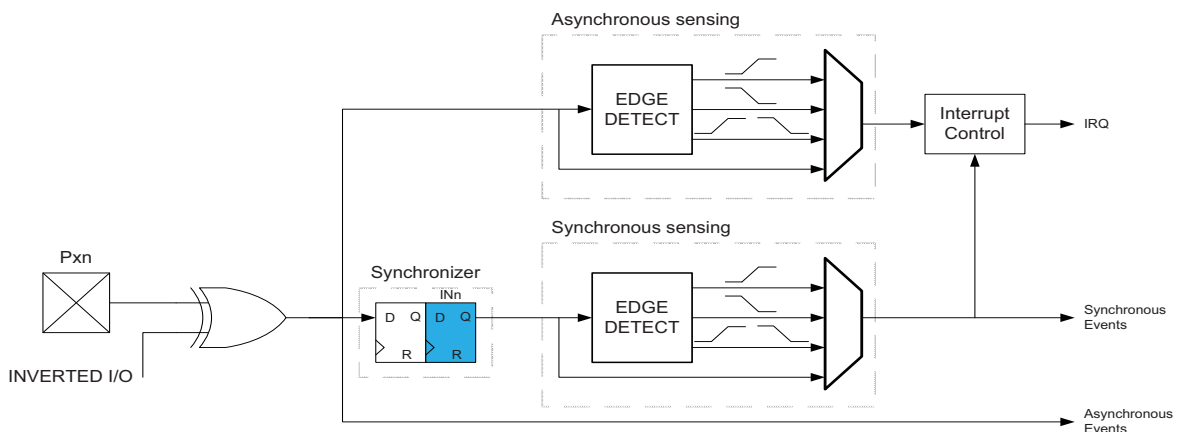 Asynchronous sensing
EDGE
DETECT
Interrupt
Control
IRQ
Synchronous sensing
Pxn
Synchronizer
INn
D Q
R
D Q
R
EDGE
DETECT
Synchronous
Events
INVERTED I/O
Asynchronous
Events